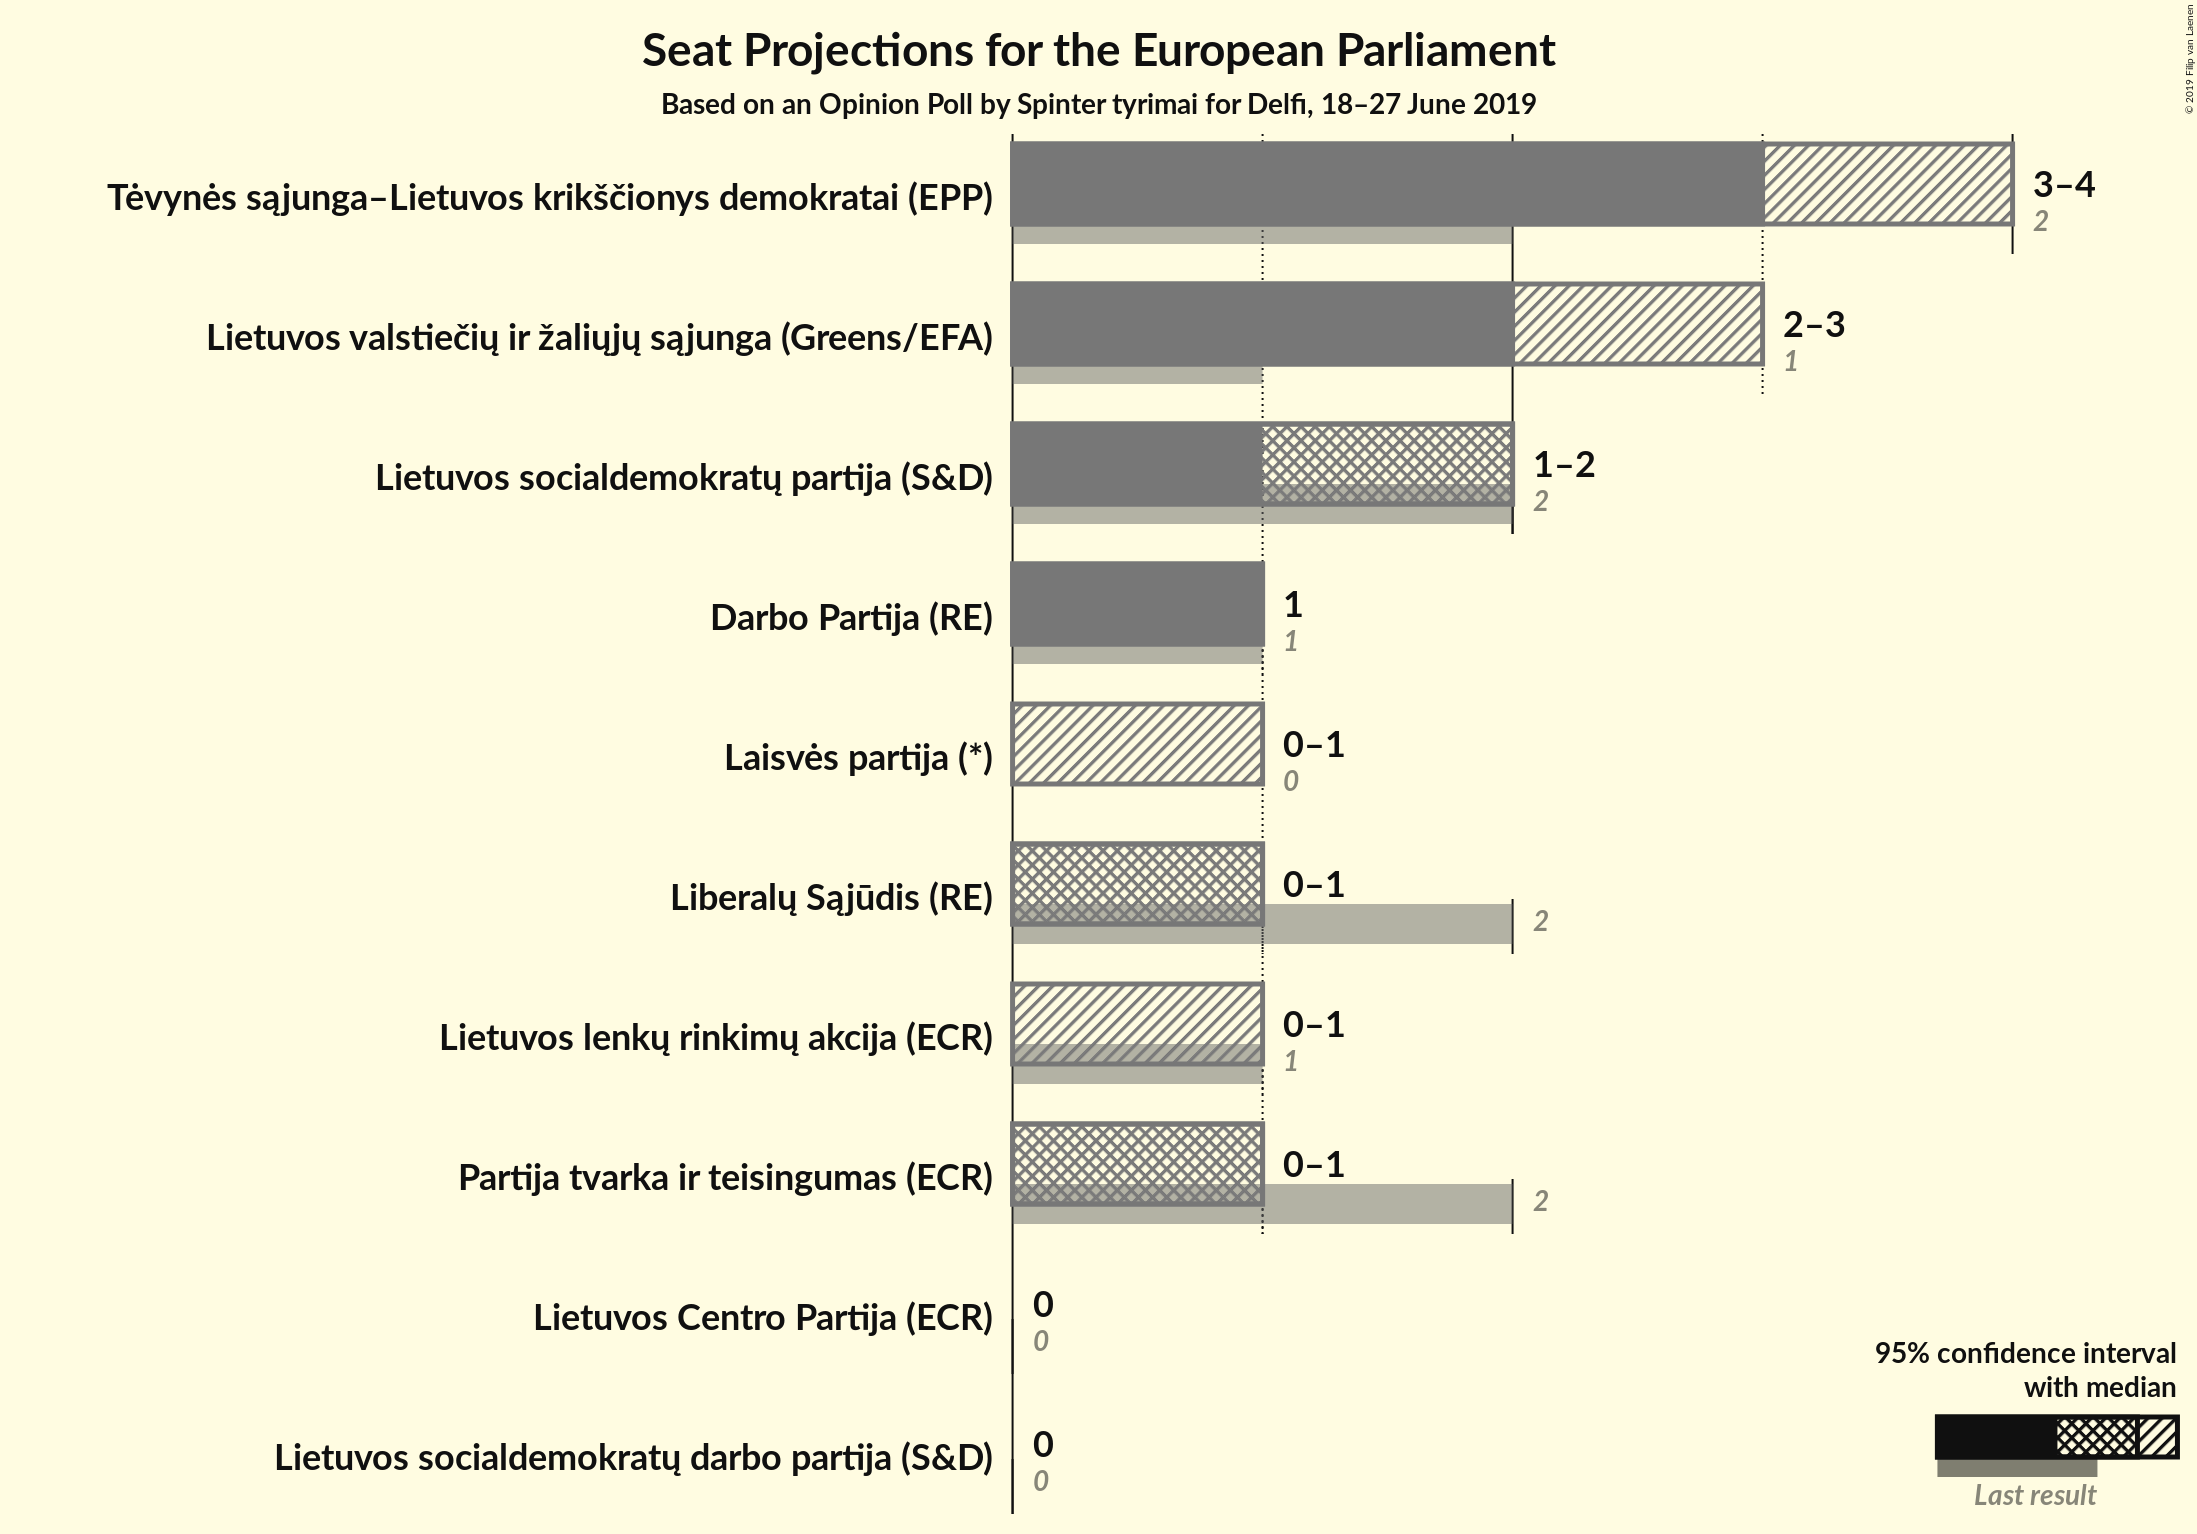 Seat Projections for the European Parliament
Based on an Opinion Poll by Spinter tyrimai for Delfi, 18–27 June 2019
© 2019 Filip van Laenen
Tėvynės sąjunga–Lietuvos krikščionys demokratai (EPP)
3–4
2
Lietuvos valstiečių ir žaliųjų sąjunga (Greens/EFA)
2–3
1
Lietuvos socialdemokratų partija (S&D)
1–2
2
Darbo Partija (RE)
1
1
Laisvės partija (*)
0–1
0
Liberalų Sąjūdis (RE)
0–1
2
Lietuvos lenkų rinkimų akcija (ECR)
0–1
1
Partija tvarka ir teisingumas (ECR)
0–1
2
Lietuvos Centro Partija (ECR)
0
0
Lietuvos socialdemokratų darbo partija (S&D)
0
0
95% confidence interval
with median
Last result